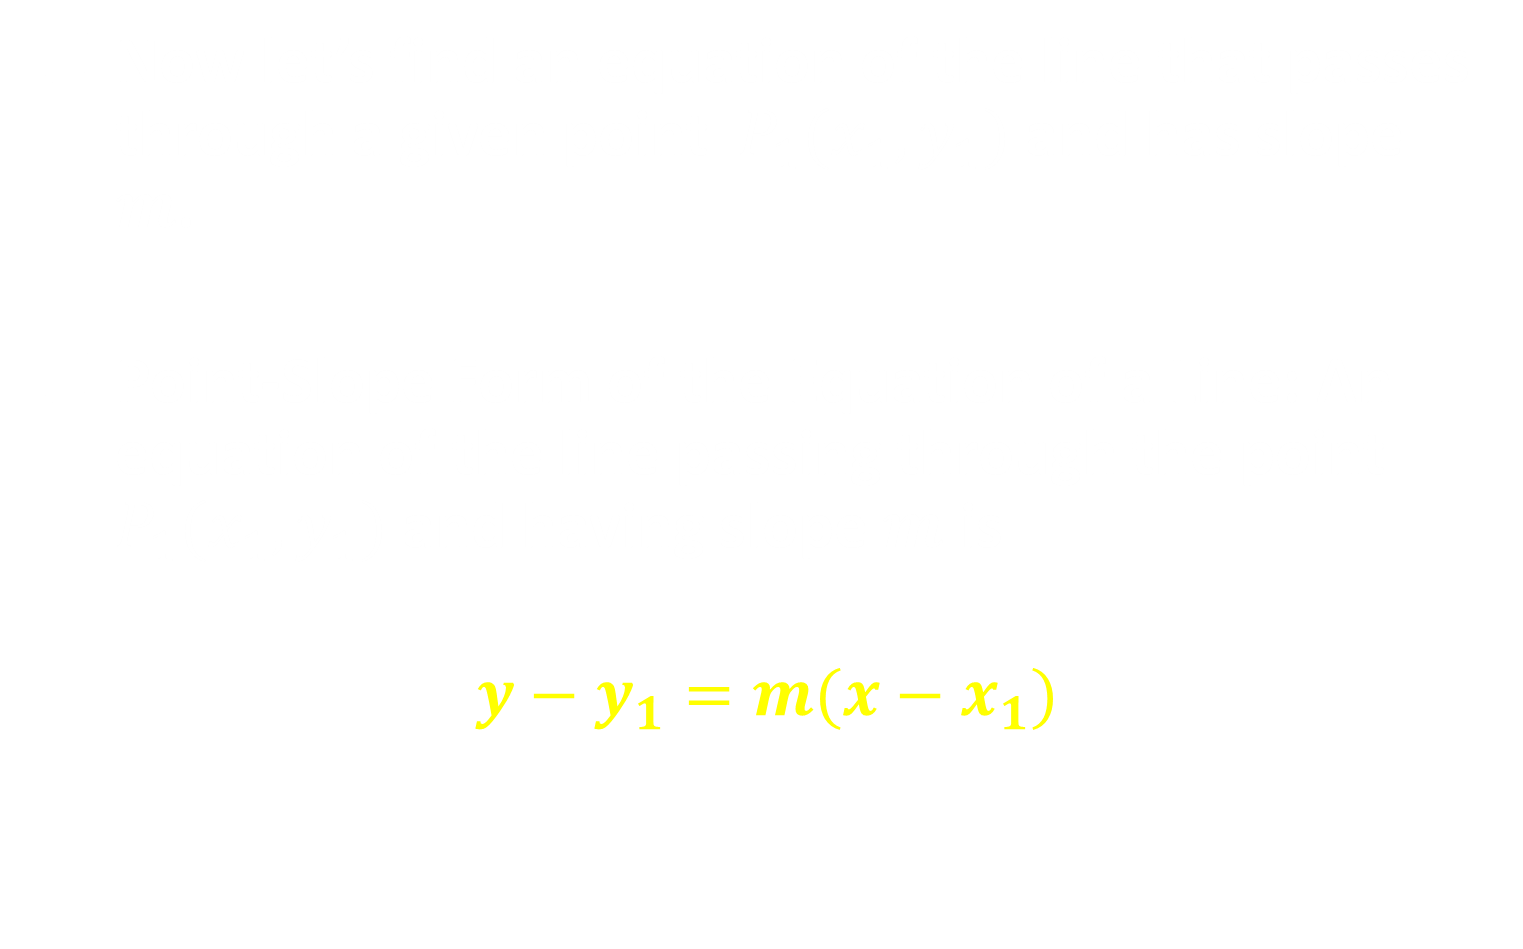 y − y₁ = m(x − x₁)